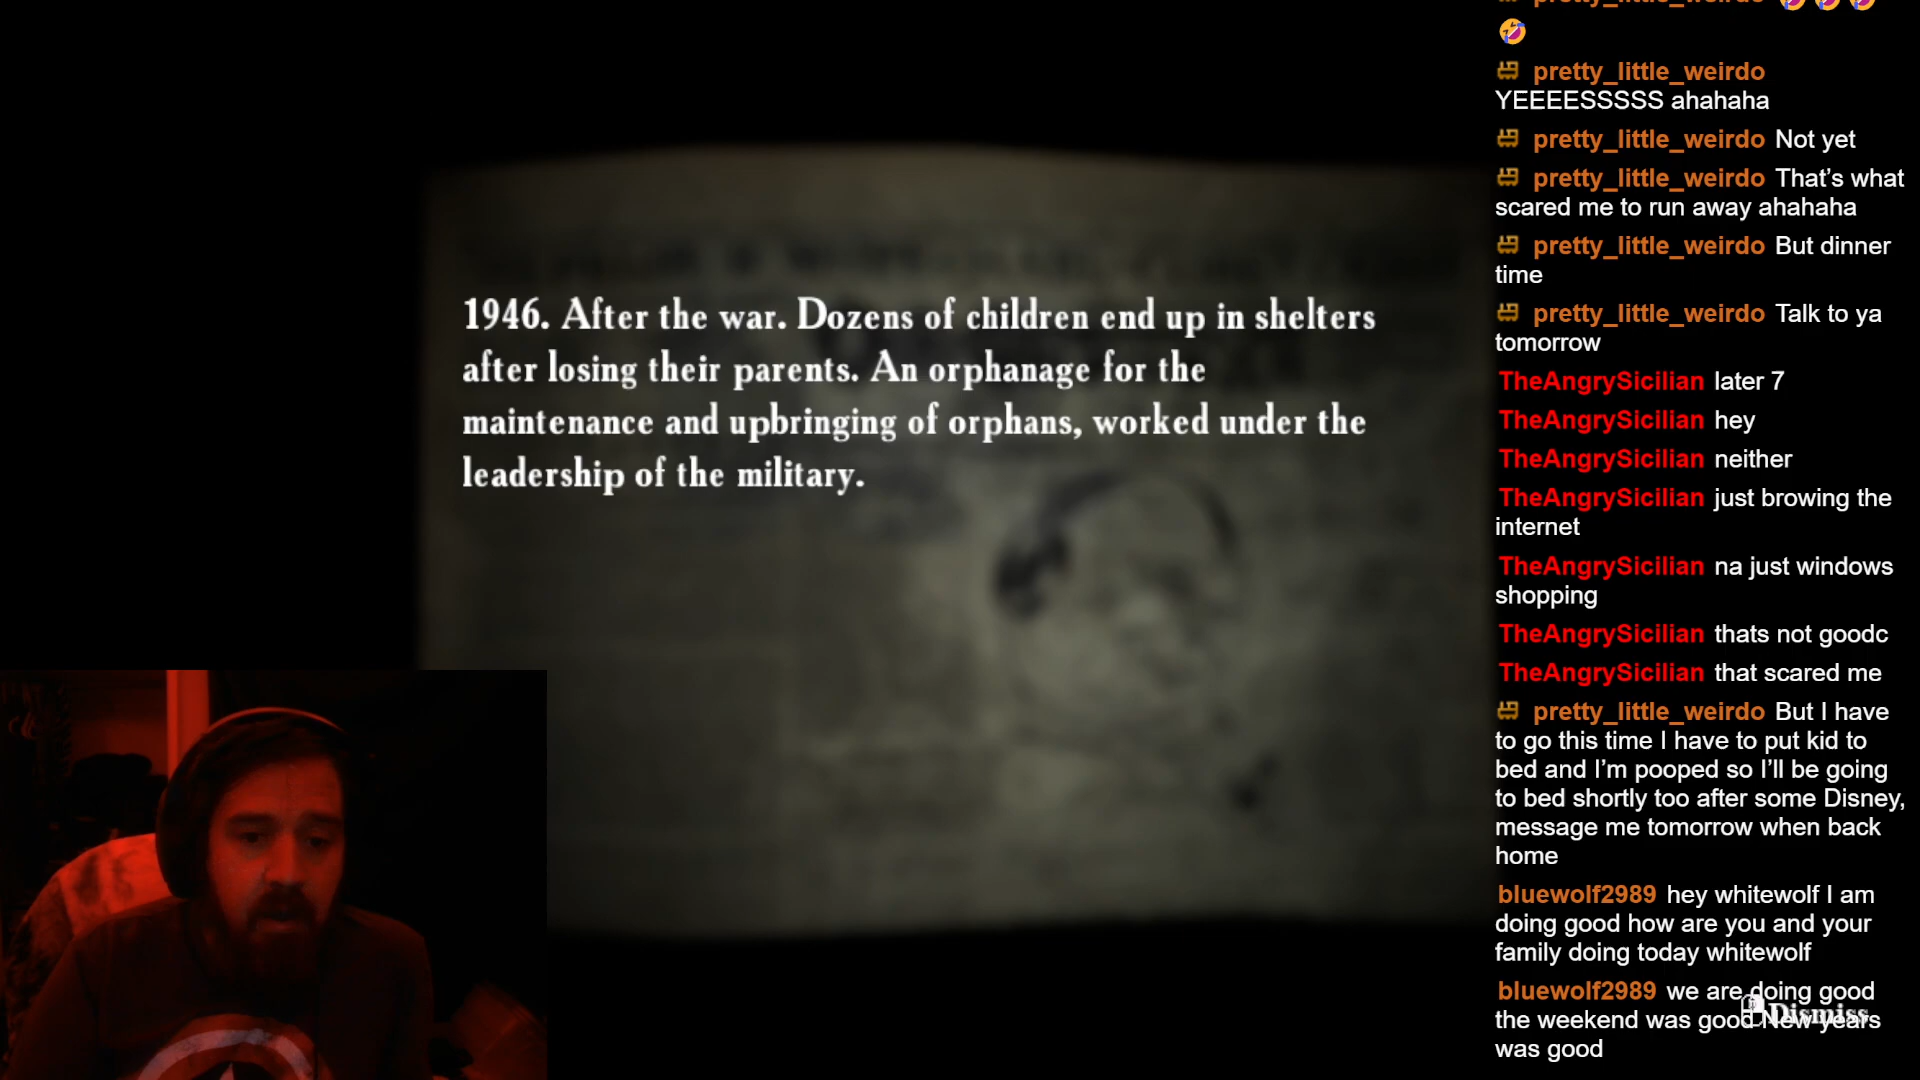 pretty_little_weirdo 🤣🤣🤣
🤣
pretty_little_weirdo
YEEEESSSSS ahahaha
pretty_little_weirdo Not yet
pretty_little_weirdo That's what
scared me to run away ahahaha
pretty_little_weirdo But dinner
time
pretty_little_weirdo Talk to ya
tomorrow
TheAngrySicilian later 7
TheAngrySicilian hey
TheAngrySicilian neither
TheAngrySicilian just browing the
internet
TheAngrySicilian na just windows
shopping
TheAngrySicilian thats not goodc
TheAngrySicilian that scared me
pretty_little_weirdo But I have
to go this time I have to put kid to
bed and I'm pooped so I'll be going
to bed shortly too after some Disney,
message me tomorrow when back
home
bluewolf2989 hey whitewolf I am
doing good how are you and your
family doing today whitewolf
bluewolf2989 we are doing good
the weekend was good New years
was good
1946. After the war. Dozens of children end up in shelters
after losing their parents. An orphanage for the
maintenance and upbringing of orphans, worked under the
leadership of the military.
Dismiss